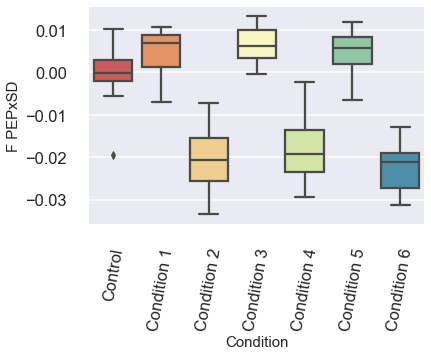 F PEPxSD
0.01
0.00
−0.01
−0.02
−0.03
Control
Condition 1
Condition 2
Condition 3
Condition 4
Condition 5
Condition 6
Condition